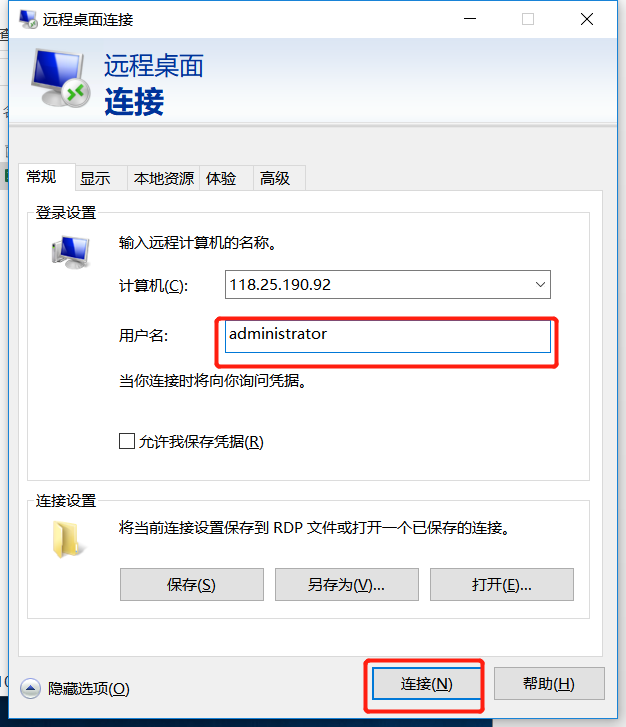 远程桌面连接
远程桌面
连接
常规 显示 本地资源 体验 高级
登录设置
输入远程计算机的名称。
计算机(C): 118.25.190.92
用户名: administrator
当你连接时将向你询问凭据。
允许我保存凭据(R)
连接设置
将当前连接设置保存到 RDP 文件或打开一个已保存的连接。
保存(S) 另存为(V)... 打开(E)...
隐藏选项(O) 连接(N) 帮助(H)